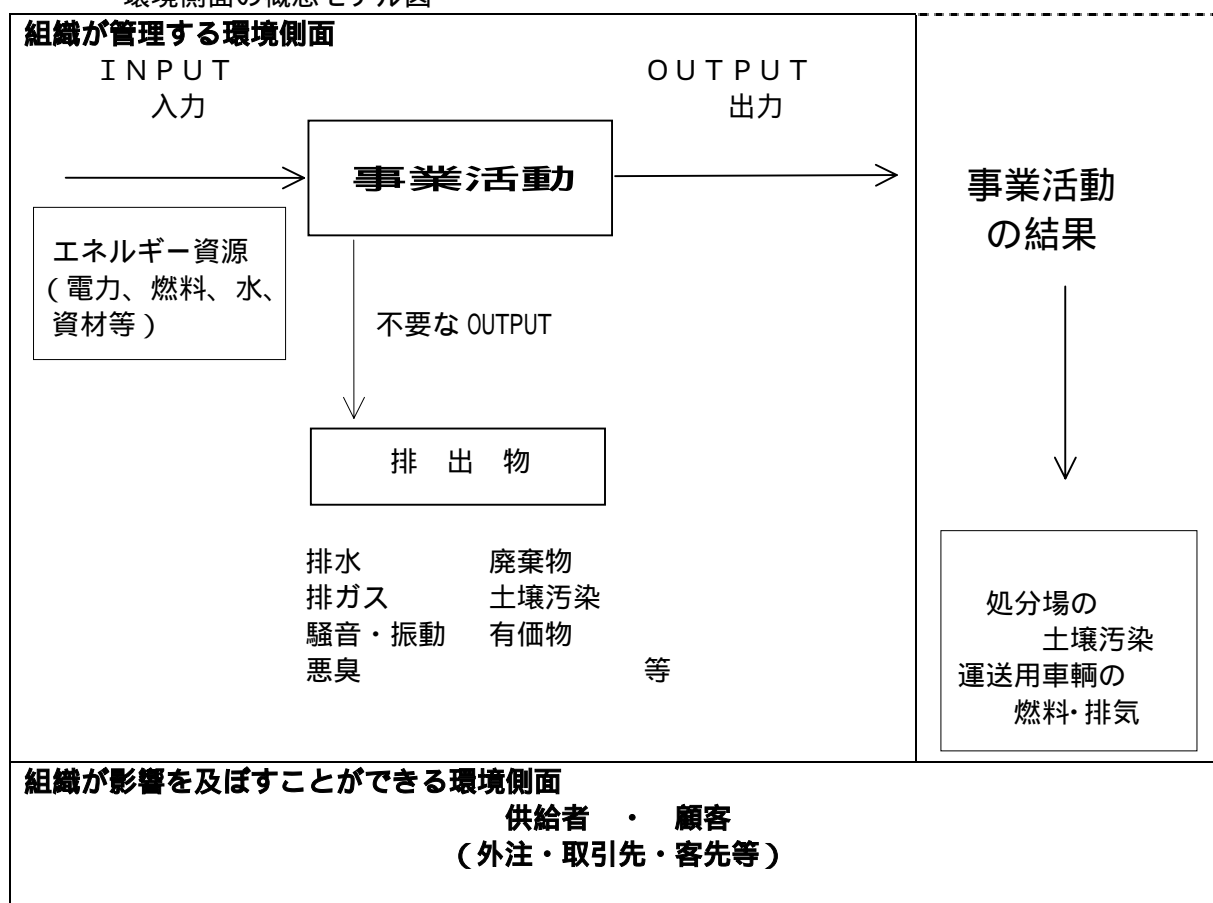 環境側面の概念モデル図
組織が管理する環境側面
ＩＮＰＵＴ
入力
ＯＵＴＰＵＴ
出力
事業活動
エネルギー資源
（電力、燃料、水、
資材等）
不要な OUTPUT
排　出　物
排水　廃棄物
排ガス　土壌汚染
騒音・振動　有価物
悪臭　等
事業活動
の結果
処分場の
土壌汚染
運送用車輌の
燃料・排気
組織が影響を及ぼすことができる環境側面
供給者　・　顧客
（外注・取引先・客先等）